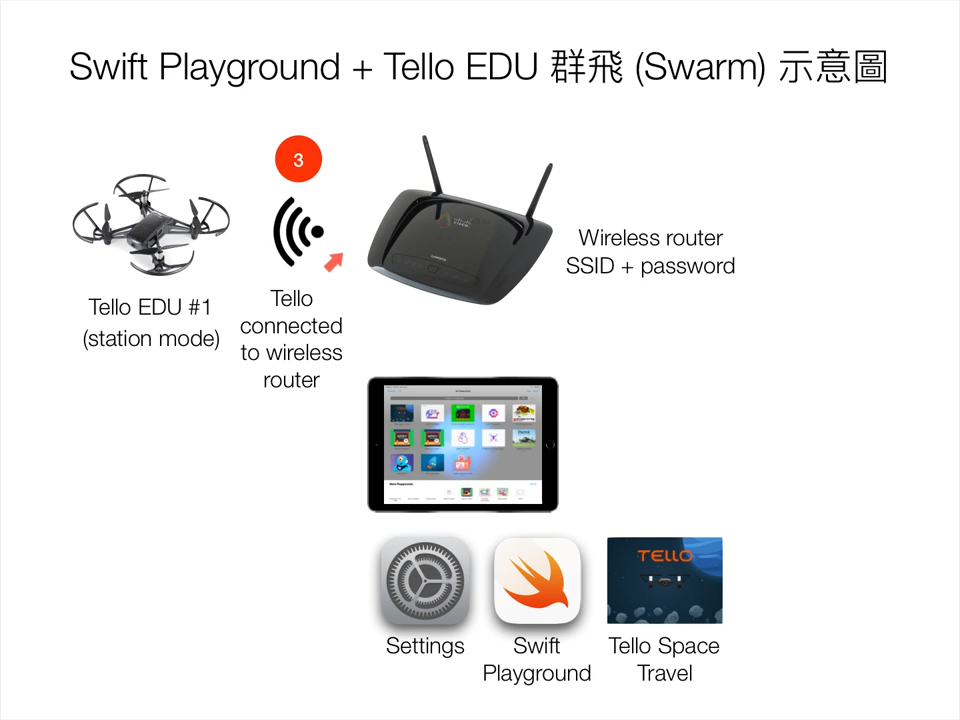 Swift Playground + Tello EDU 群飛 (Swarm) 示意圖
3
Wireless router
SSID + password
Tello EDU #1
(station mode)
Tello
connected
to wireless
router
TELLO
Settings
Swift
Playground
Tello Space
Travel